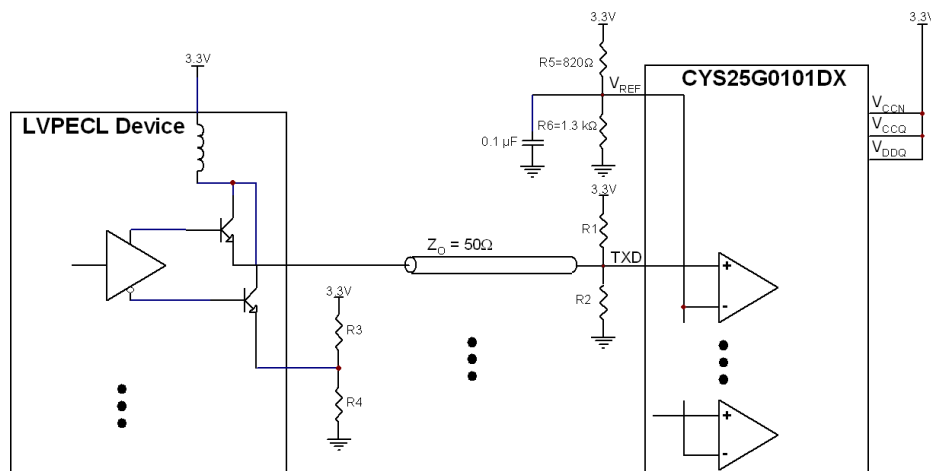 3.3V
3.3V
3.3V
R5=820Ω
CYS25G0101DX
VREF
LVPECL Device
VCCN
R6=1.3 kΩ
VCCQ
0.1 µF
VDDQ
3.3V
R1
ZO = 50Ω
TXD
+
3.3V
R2
-
R3
R4
+
-